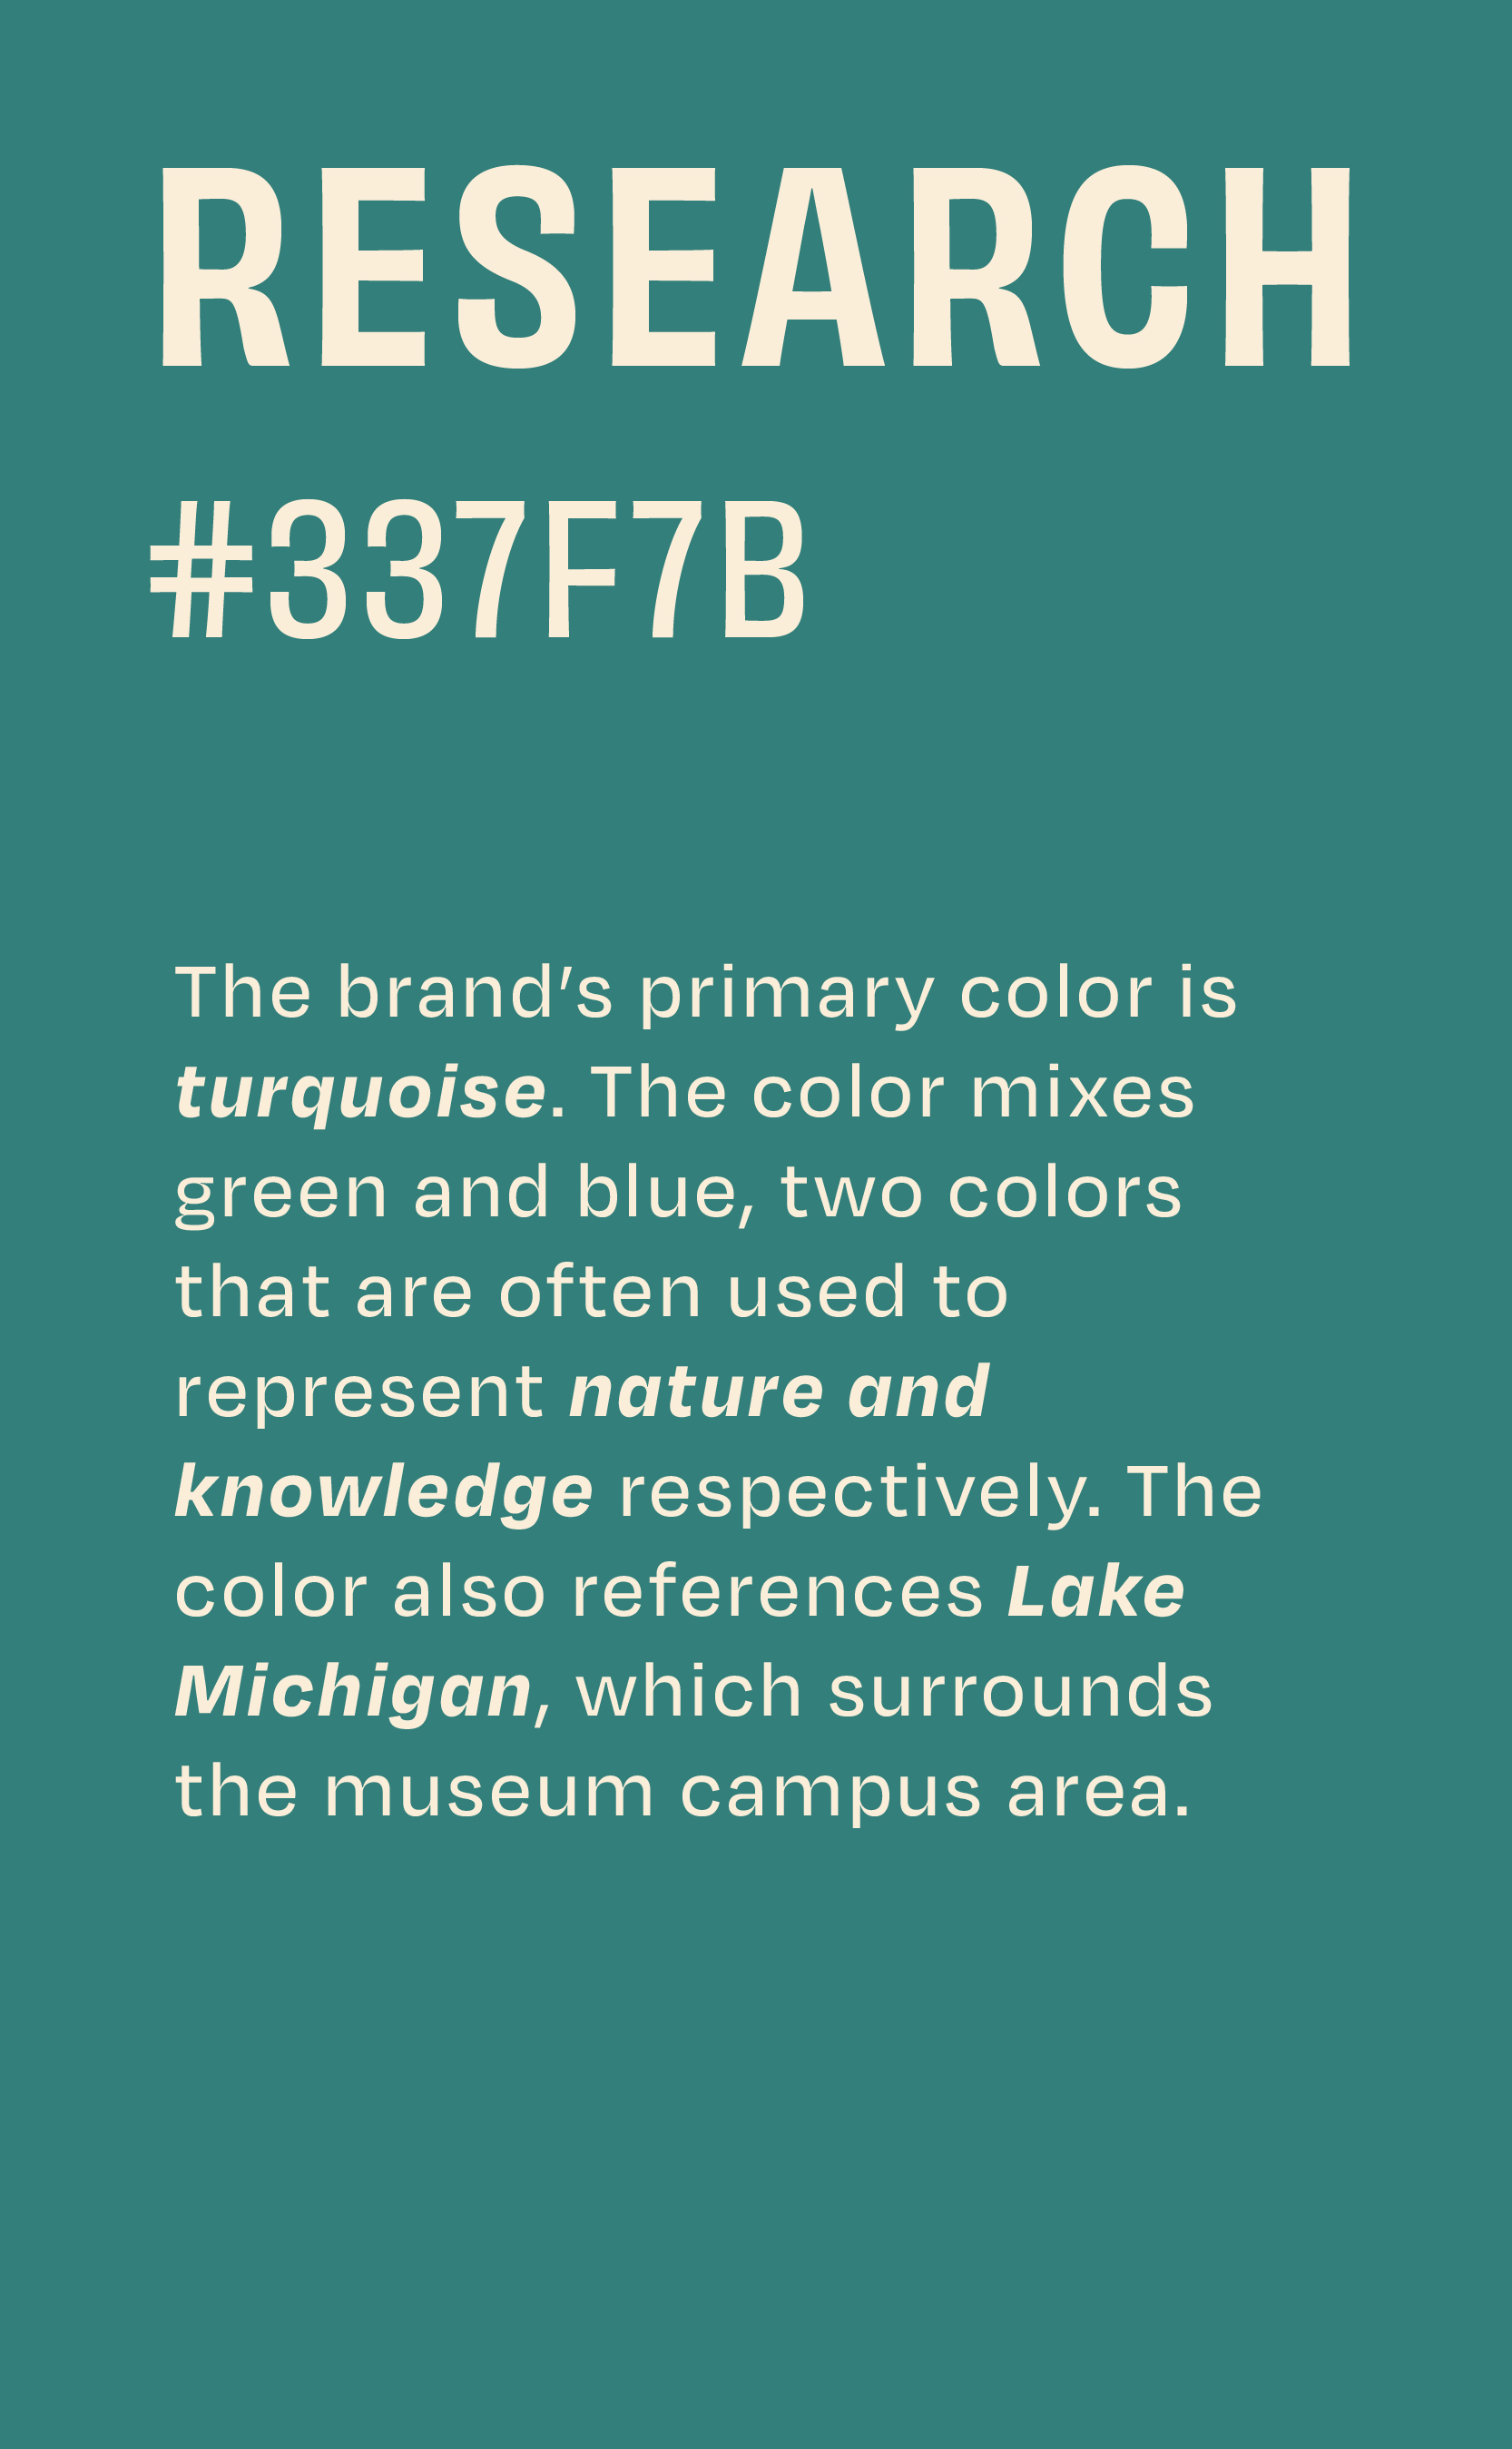 RESEARCH
#337F7B
The brand’s primary color is
turquoise. The color mixes
green and blue, two colors
that are often used to
represent nature and
knowledge respectively. The
color also references Lake
Michigan, which surrounds
the museum campus area.